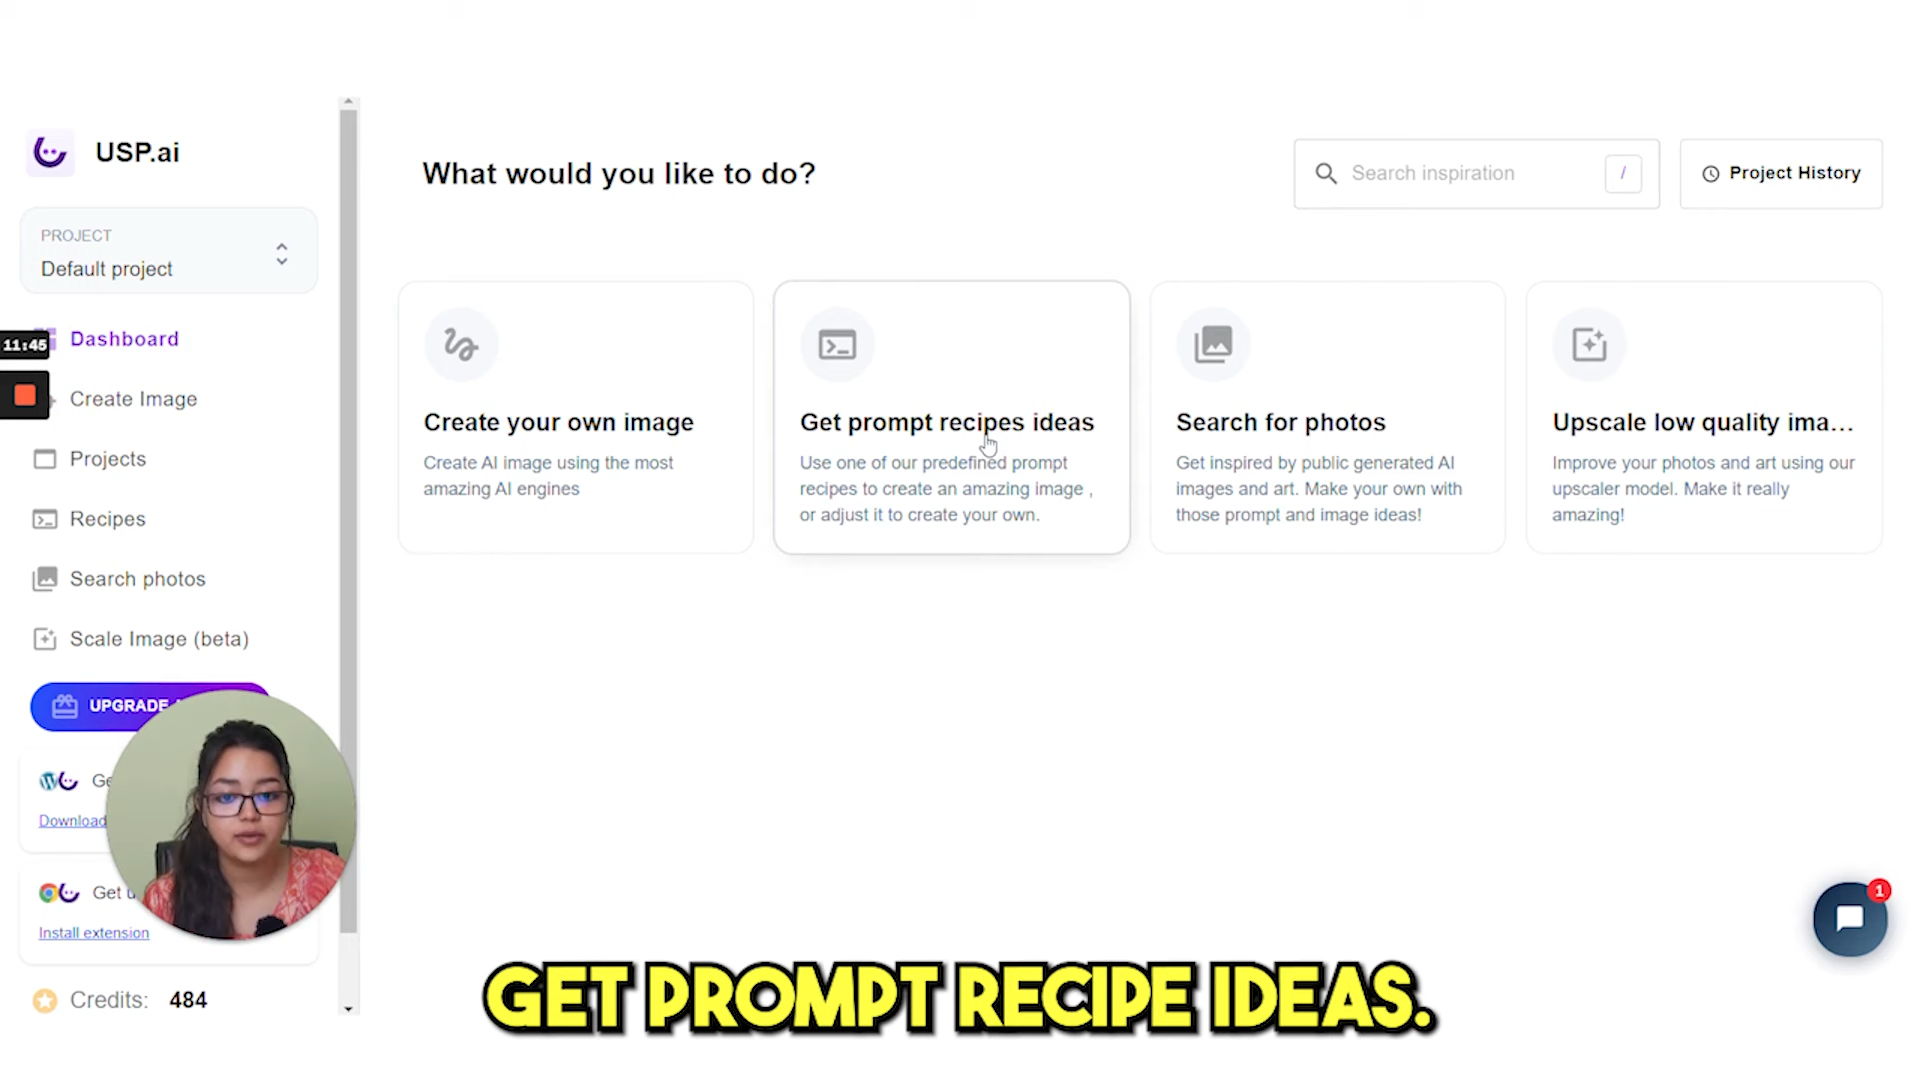 USP.ai
PROJECT
Default project
11:45
Dashboard
Create Image
Projects
Recipes
Search photos
Scale Image (beta)
UPGRADE
Download
Get
Install extension
Credits: 484
What would you like to do?
Search inspiration
/
Project History
Create your own image
Create AI image using the most
amazing AI engines
Get prompt recipes ideas
Use one of our predefined prompt
recipes to create an amazing image ,
or adjust it to create your own.
Search for photos
Get inspired by public generated AI
images and art. Make your own with
those prompt and image ideas!
Upscale low quality ima...
Improve your photos and art using our
upscaler model. Make it really
amazing!
1
GET PROMPT RECIPE IDEAS.